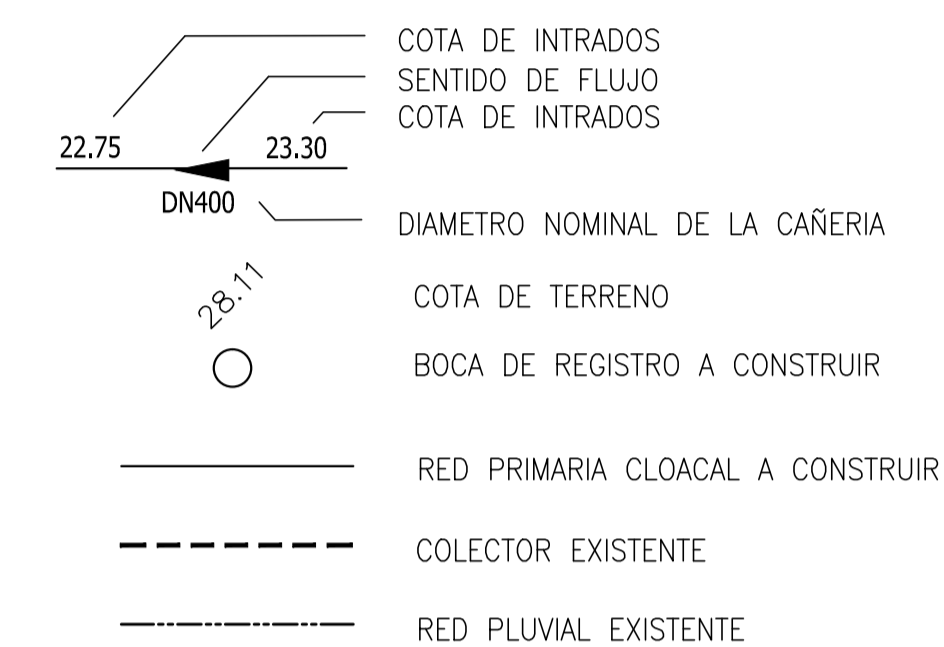 COTA DE INTRADOS
SENTIDO DE FLUJO
COTA DE INTRADOS
22.75 23.30
DN400
DIAMETRO NOMINAL DE LA CAÑERIA
28.11 COTA DE TERRENO
BOCA DE REGISTRO A CONSTRUIR
RED PRIMARIA CLOACAL A CONSTRUIR
COLECTOR EXISTENTE
RED PLUVIAL EXISTENTE